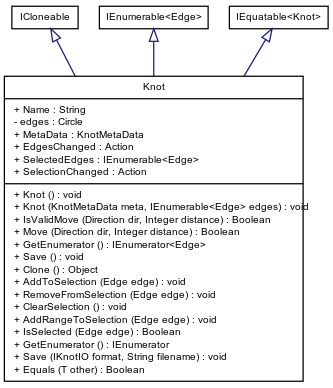 ICloneable
IEnumerable<Edge>
IEquatable<Knot>
Knot
+ Name : String
- edges : Circle
+ MetaData : KnotMetaData
+ EdgesChanged : Action
+ SelectedEdges : IEnumerable<Edge>
+ SelectionChanged : Action
+ Knot () : void
+ Knot (KnotMetaData meta, IEnumerable<Edge> edges) : void
+ IsValidMove (Direction dir, Integer distance) : Boolean
+ Move (Direction dir, Integer distance) : Boolean
+ GetEnumerator () : IEnumerator<Edge>
+ Save () : void
+ Clone () : Object
+ AddToSelection (Edge edge) : void
+ RemoveFromSelection (Edge edge) : void
+ ClearSelection () : void
+ AddRangeToSelection (Edge edge) : void
+ IsSelected (Edge edge) : Boolean
+ GetEnumerator () : IEnumerator
+ Save (IKnotIO format, String filename) : void
+ Equals (T other) : Boolean